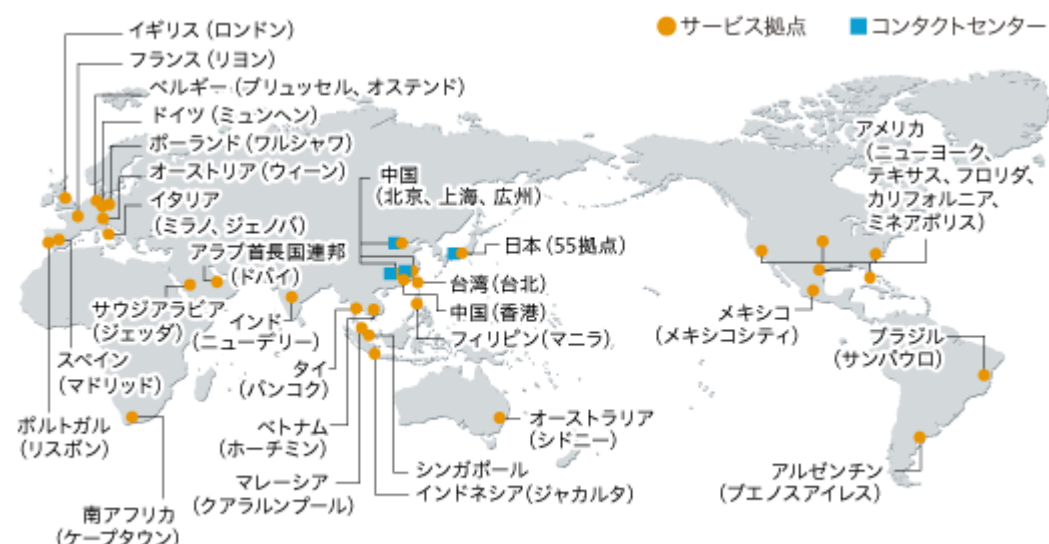 サービス拠点 コンタクトセンター
イギリス(ロンドン)
フランス(リヨン)
ベルギー(ブリュッセル、オステンド)
ドイツ(ミュンヘン)
ポーランド(ワルシャワ)
オーストリア(ウィーン)
イタリア
(ミラノ、ジェノバ)
アラブ首長国連邦
(ドバイ)
サウジアラビア
(ジェッダ)
インド
(ニューデリー)
スペイン
(マドリッド)
ポルトガル
(リスボン)
南アフリカ
(ケープタウン)
中国
(北京、上海、広州)
日本(55拠点)
台湾(台北)
中国(香港)
フィリピン(マニラ)
タイ
(バンコク)
ベトナム
(ホーチミン)
マレーシア
(クアラルンプール)
シンガポール
インドネシア(ジャカルタ)
オーストラリア
(シドニー)
アメリカ
(ニューヨーク、
テキサス、フロリダ、
カリフォルニア、
ミネアポリス)
メキシコ
(メキシコシティ)
ブラジル
(サンパウロ)
アルゼンチン
(ブエノスアイレス)